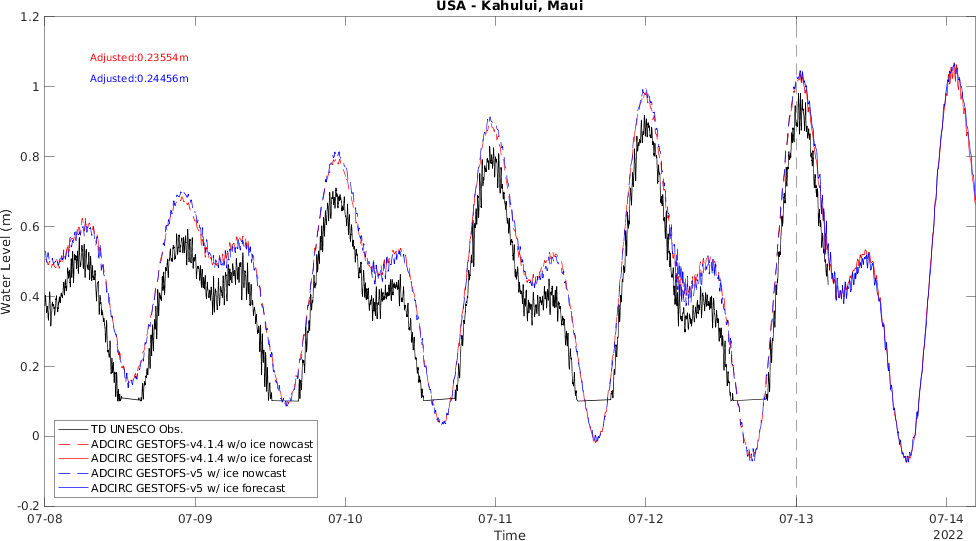 USA - Kahului, Maui
1.2
1
0.8
0.6
0.4
0.2
0
-0.2
Water Level (m)
Adjusted:0.23554m
Adjusted:0.24456m
TD UNESCO Obs.
ADCIRC GESTOFS-v4.1.4 w/o ice nowcast
ADCIRC GESTOFS-v4.1.4 w/o ice forecast
ADCIRC GESTOFS-v5 w/ ice nowcast
ADCIRC GESTOFS-v5 w/ ice forecast
07-08 07-09 07-10 07-11 07-12 07-13 07-14
Time
2022